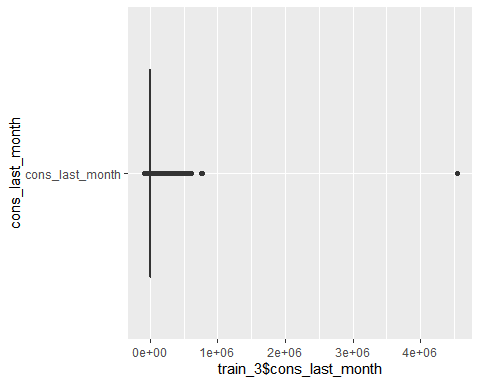 cons_last_month
cons_last_month
0e+00 1e+06 2e+06 3e+06 4e+06
train_3$cons_last_month